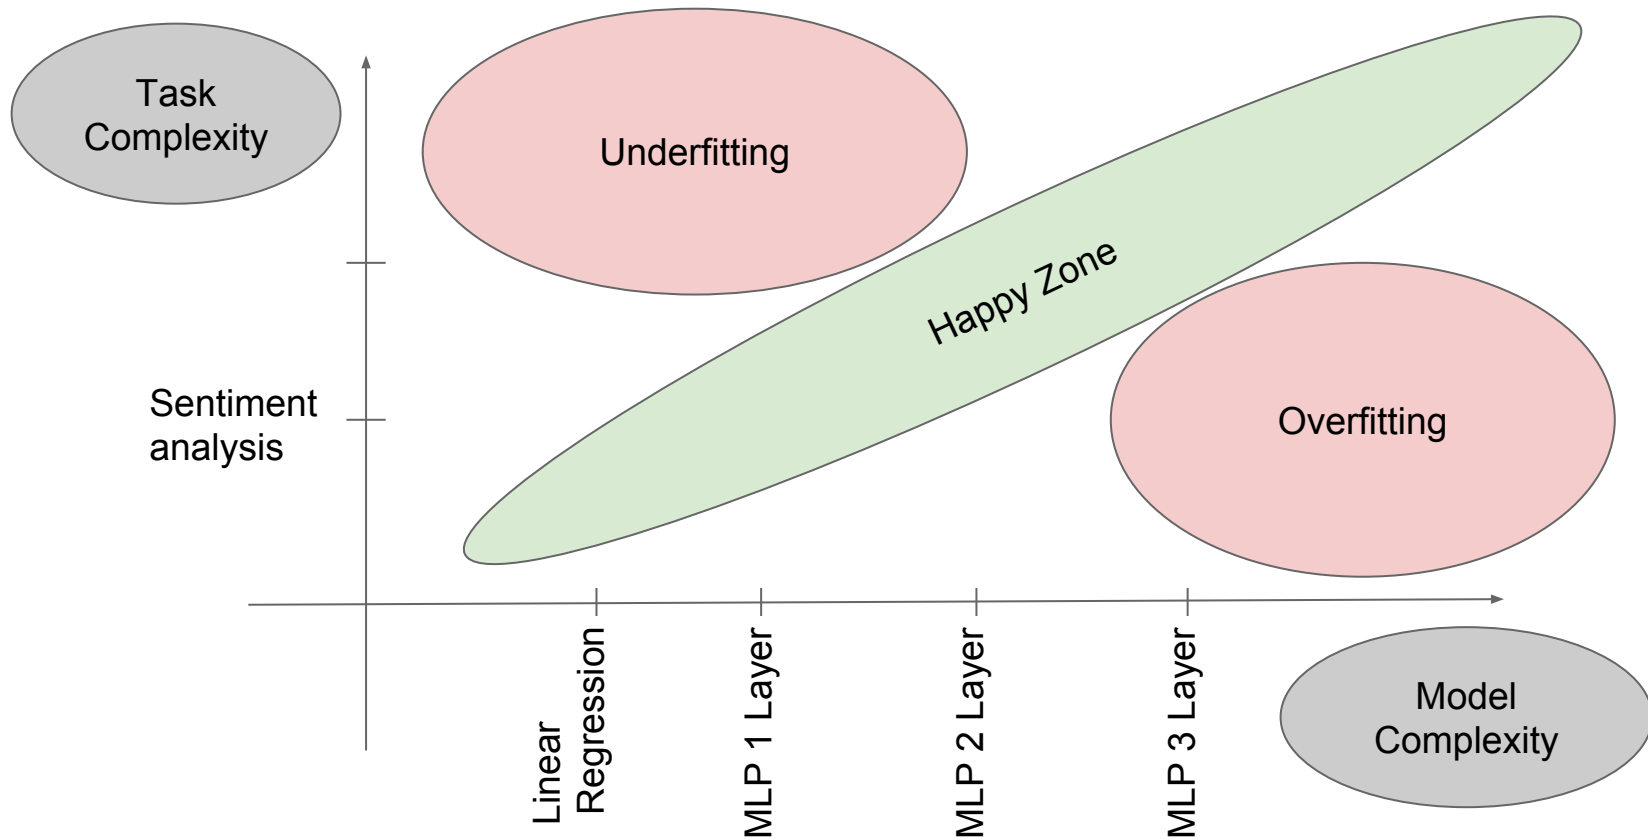 Task
Complexity
Underfitting
Happy Zone
Sentiment
analysis
Overfitting
Linear
Regression
MLP 1 Layer
MLP 2 Layer
MLP 3 Layer
Model
Complexity